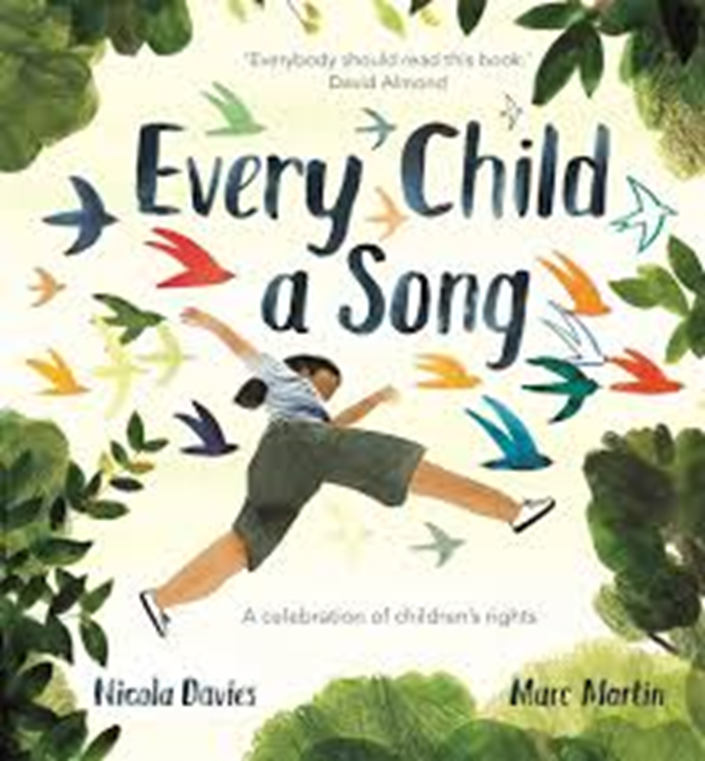 'Everybody should read this book.'
David Almond
Every Child
a Song
A celebration of children's rights
Nicola Davies
Marc Martin